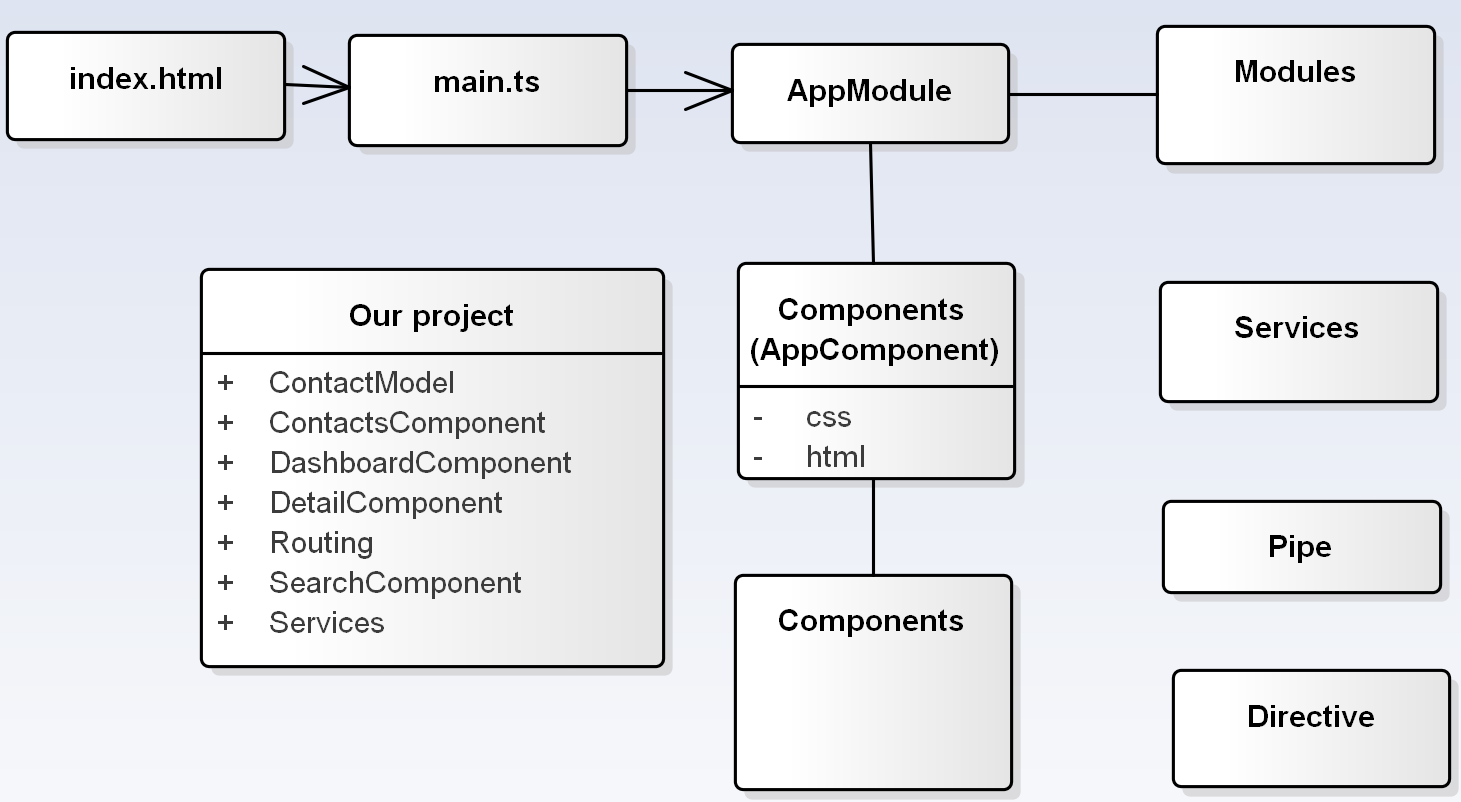 index.html
main.ts
AppModule
Modules
Our project
+ ContactModel
+ ContactsComponent
+ DashboardComponent
+ DetailComponent
+ Routing
+ SearchComponent
+ Services
Components
(AppComponent)
- css
- html
Components
Services
Pipe
Directive